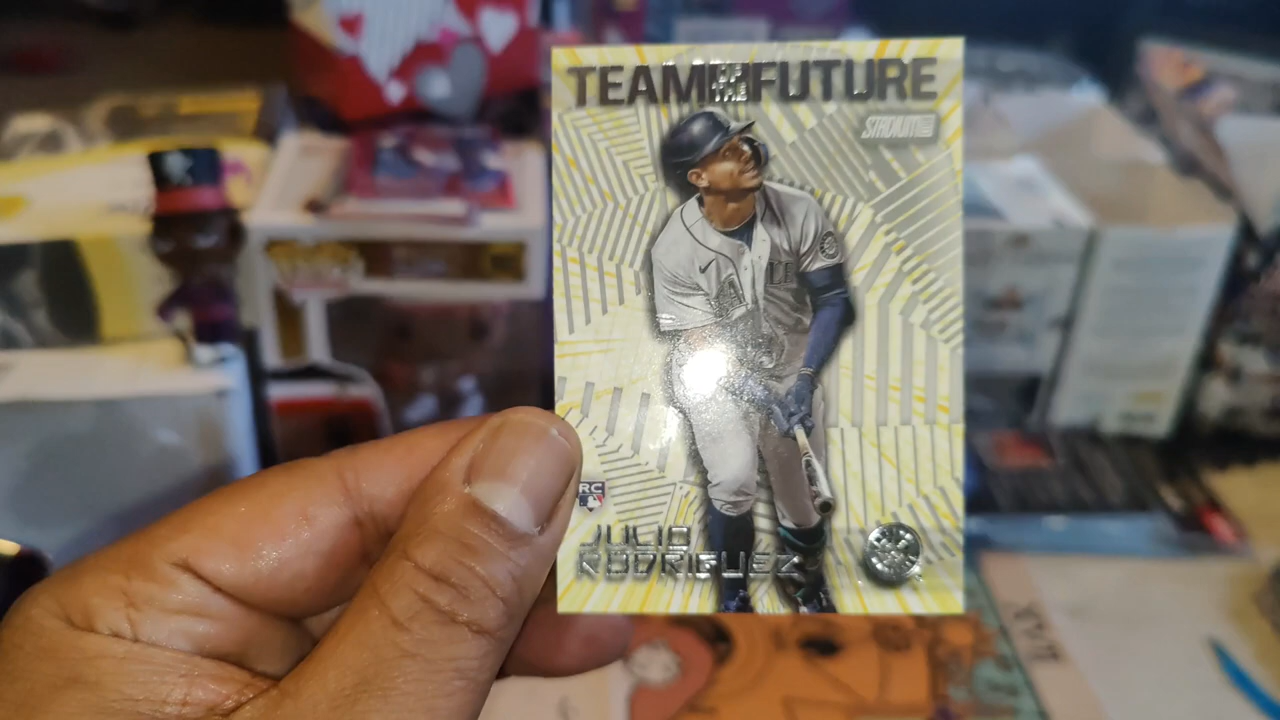 TEAM OF THE FUTURE
STADIUM
RC
JULIO
RODRIGUEZ